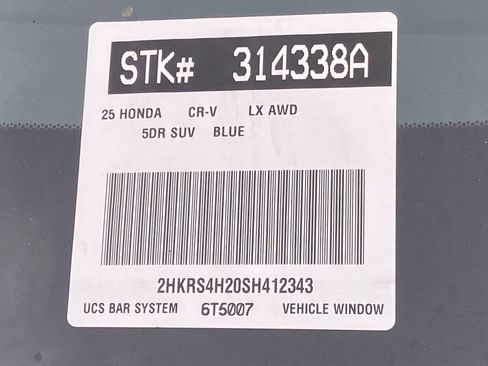 STK# 314338A
25 HONDA CR-V LX AWD
5DR SUV BLUE
2HKRS4H20SH412343
UCS BAR SYSTEM 6T5007 VEHICLE WINDOW